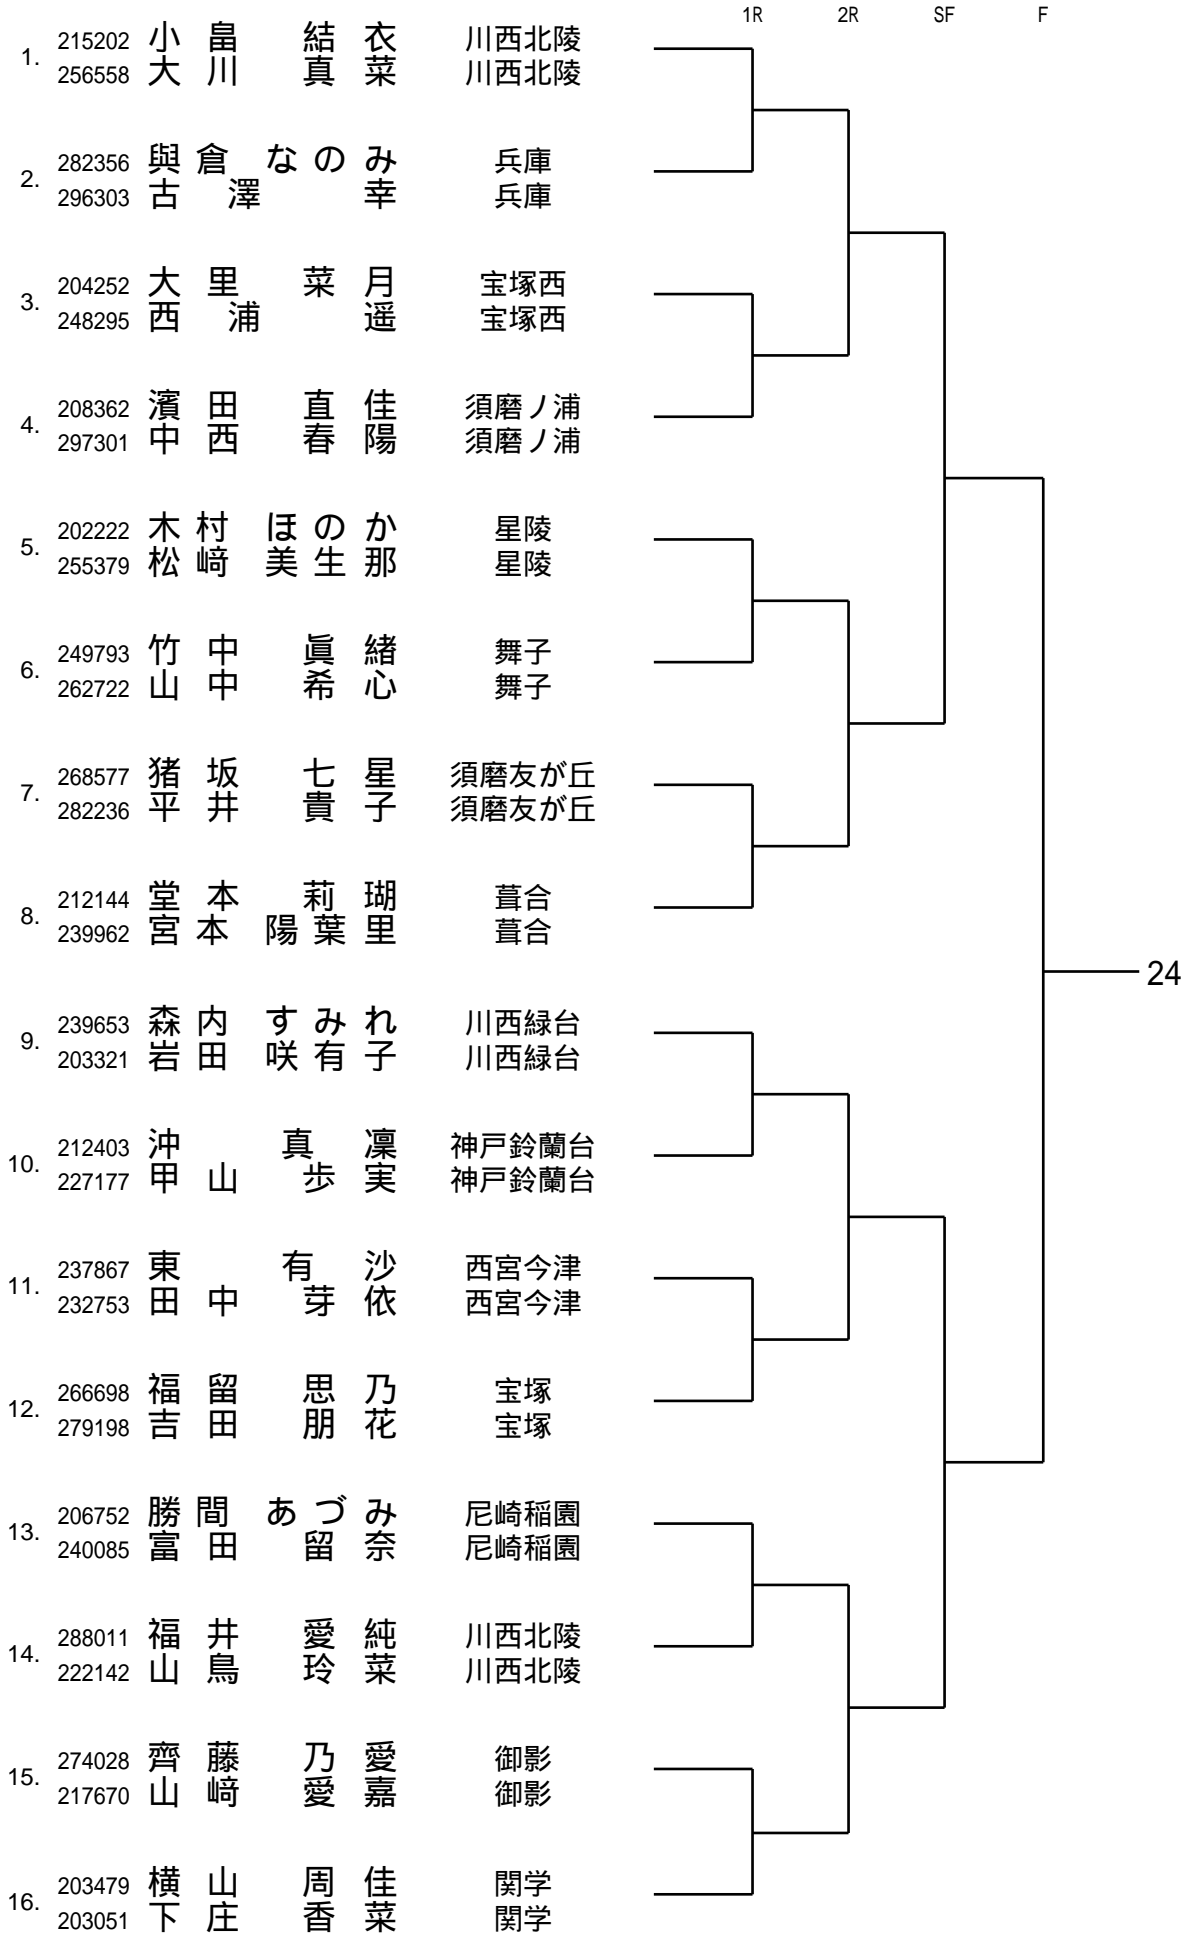 1R 2R SF F
1. 215202 小畠 結衣 川西北陵
256558 大川 真菜 川西北陵
2. 282356 與倉 なのみ 兵庫
296303 古澤 幸 兵庫
3. 204252 大里 菜月 宝塚西
248295 西浦 遥 宝塚西
4. 208362 濱田 直佳 須磨ノ浦
297301 中西 春陽 須磨ノ浦
5. 202222 木村 ほのか 星陵
255379 松﨑 美生那 星陵
6. 249793 竹中 眞緒 舞子
262722 山中 希心 舞子
7. 268577 猪坂 七星 須磨友が丘
282236 平井 貴子 須磨友が丘
8. 212144 堂本 莉瑚 葺合
239962 宮本 陽葉里 葺合
24
9. 239653 森内 すみれ 川西緑台
203321 岩田 咲有子 川西緑台
10. 212403 沖 真凜 神戸鈴蘭台
227177 甲山 歩実 神戸鈴蘭台
11. 237867 東 有沙 西宮今津
232753 田中 芽依 西宮今津
12. 266698 福留 思乃 宝塚
279198 吉田 朋花 宝塚
13. 206752 勝間 あづみ 尼崎稲園
240085 富田 留奈 尼崎稲園
14. 288011 福井 愛純 川西北陵
222142 山鳥 玲菜 川西北陵
15. 274028 齊藤 乃愛 御影
217670 山﨑 愛嘉 御影
16. 203479 横山 周佳 関学
203051 下庄 香菜 関学